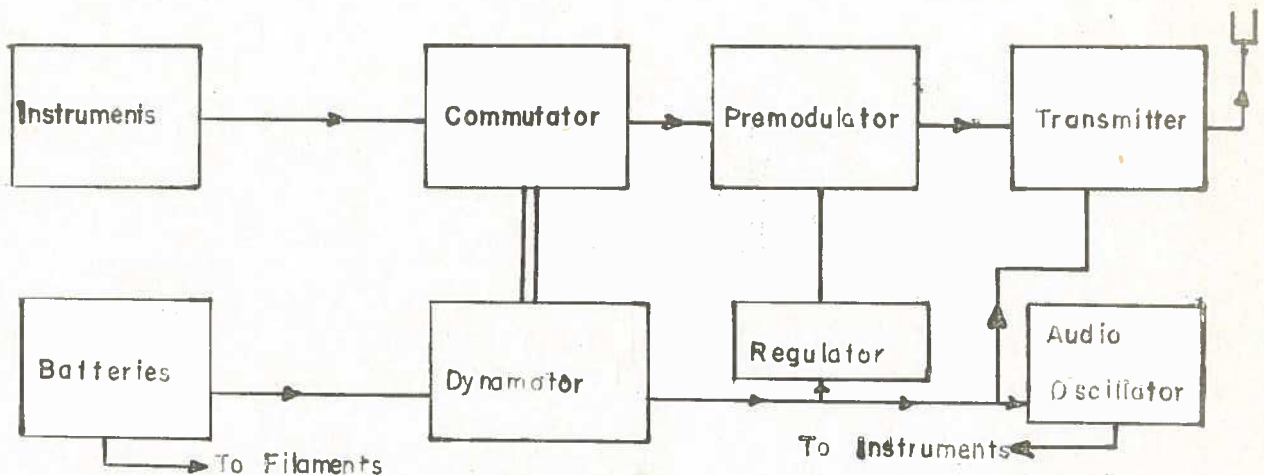 Instruments
Commutator
Premodulator
Transmitter
Batteries
Dynamotor
Regulator
Audio
Oscillator
To Filaments
To Instruments